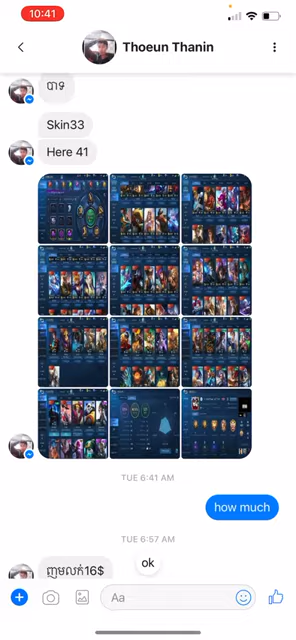 10:41
Thoeun Thanin
បាទ
Skin33
Here 41
TUE 6:41 AM
how much
TUE 6:57 AM
ok
ញុមលក់16$
Aa